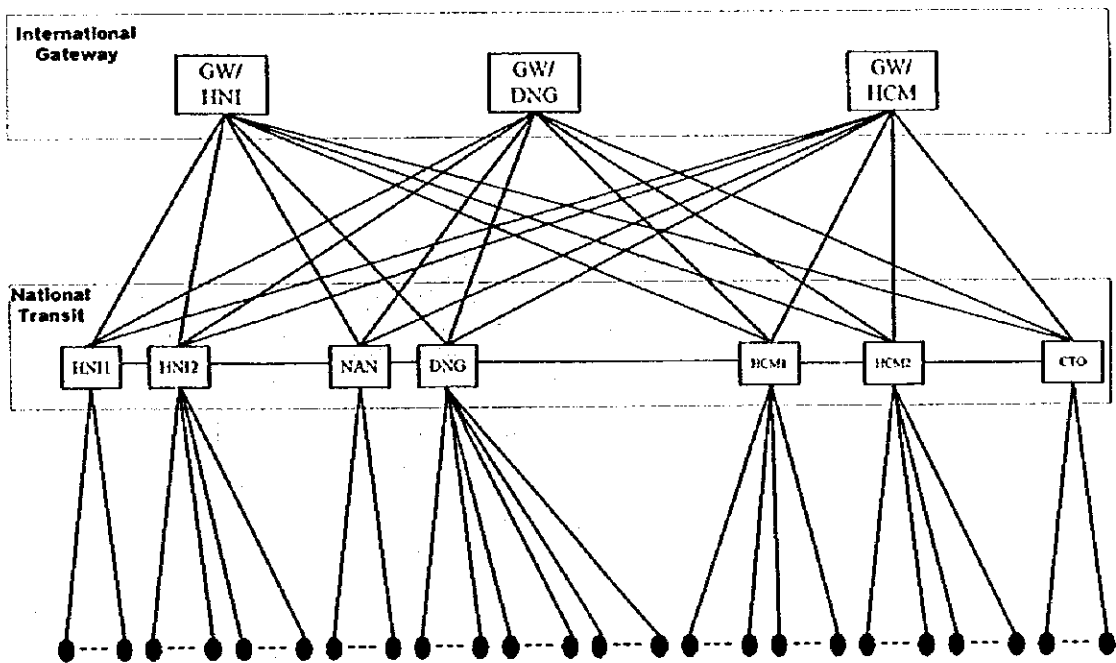 International
Gateway
GW/
HNI
GW/
DNG
GW/
HCM
National
Transit
HNI1
HNI2
NAN
DNG
HCM1
HCM2
CTO